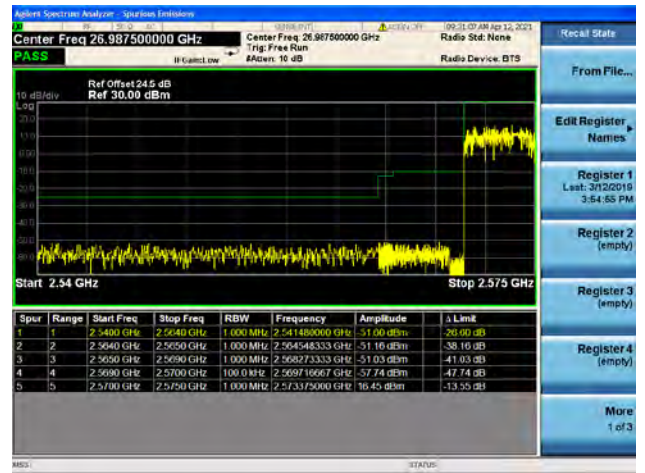 Agilent Spectrum Analyzer - Spurious Emissions
09:31:07 AM Apr 12, 2021
Center Freq 26.987500000 GHz
Center Freq: 26.987500000 GHz
Radio Std: None
PASS
IFGain:Low
Trig: Free Run
#Atten: 10 dB
Radio Device: BTS
Ref Offset 24.5 dB
10 dB/div Ref 30.00 dBm
Log
Start 2.54 GHz
Stop 2.575 GHz
Spur Range Start Freq Stop Freq RBW Frequency Amplitude Δ Limit
1 1 2.5400 GHz 2.5640 GHz 1.000 MHz 2.541480000 GHz -51.60 dBm -26.60 dB
2 2 2.5640 GHz 2.5650 GHz 1.000 MHz 2.564548333 GHz -51.16 dBm -38.16 dB
3 3 2.5650 GHz 2.5690 GHz 1.000 MHz 2.568273333 GHz -51.03 dBm -41.03 dB
4 4 2.5690 GHz 2.5700 GHz 100.0 kHz 2.569716667 GHz -57.74 dBm -47.74 dB
5 5 2.5700 GHz 2.5750 GHz 1.000 MHz 2.573375000 GHz 16.45 dBm -13.55 dB
MSG
STATUS
Recall State
From File...
Edit Register
Names
Register 1
Last: 3/12/2019
3:54:55 PM
Register 2
(empty)
Register 3
(empty)
Register 4
(empty)
More
1 of 3